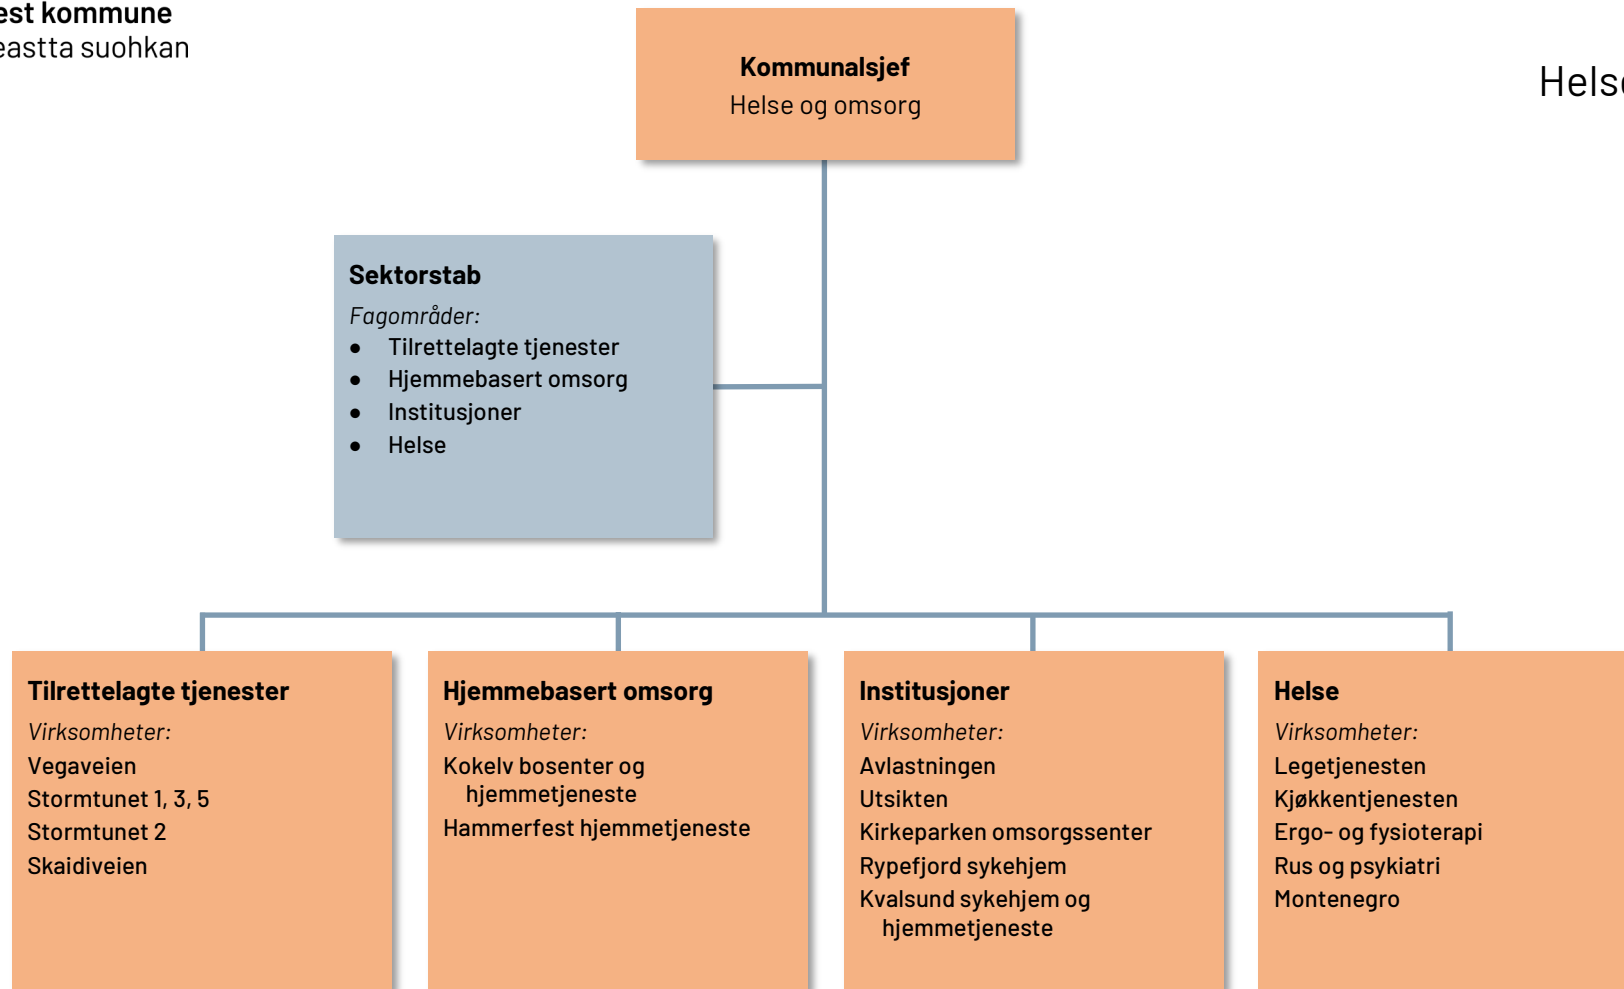 est kommune
eastta suohkan
Hels
Kommunalsjef
Helse og omsorg
Sektorstab
Fagområder:
• Tilrettelagte tjenester
• Hjemmebasert omsorg
• Institusjoner
• Helse
Tilrettelagte tjenester
Virksomheter:
Vegaveien
Stormtunet 1, 3, 5
Stormtunet 2
Skaidiveien
Hjemmebasert omsorg
Virksomheter:
Kokelv bosenter og
hjemmetjeneste
Hammerfest hjemmetjeneste
Institusjoner
Virksomheter:
Avlastningen
Utsikten
Kirkeparken omsorgssenter
Rypefjord sykehjem
Kvalsund sykehjem og
hjemmetjeneste
Helse
Virksomheter:
Legetjenesten
Kjøkkentjenesten
Ergo- og fysioterapi
Rus og psykiatri
Montenegro